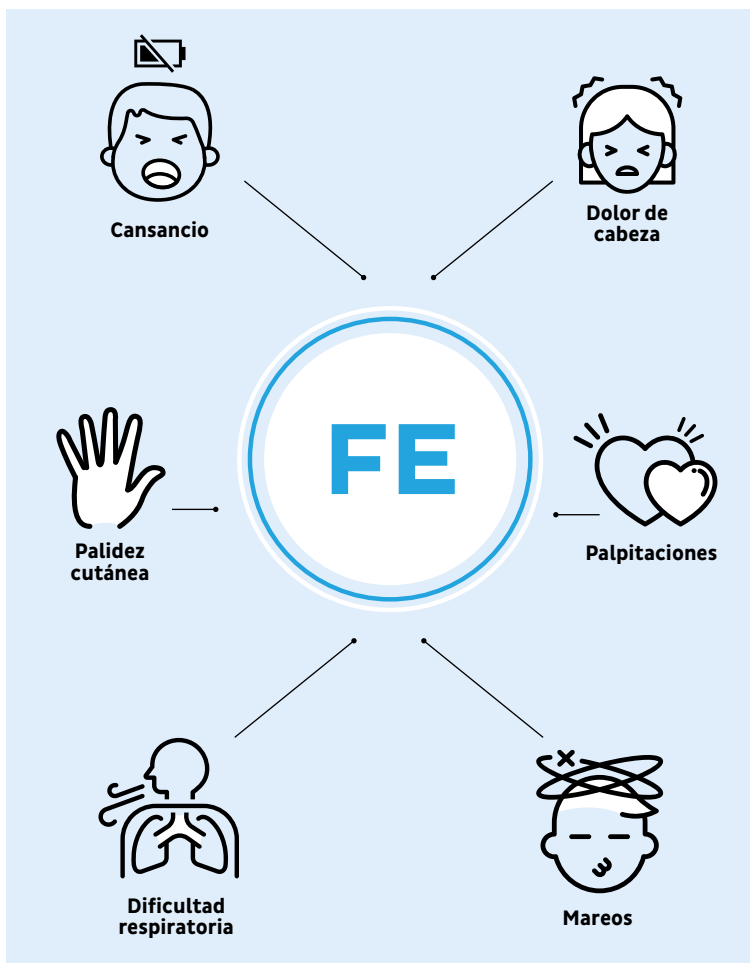 Cansancio
Dolor de
cabeza
FE
Palidez
cutánea
Palpitaciones
Dificultad
respiratoria
Mareos